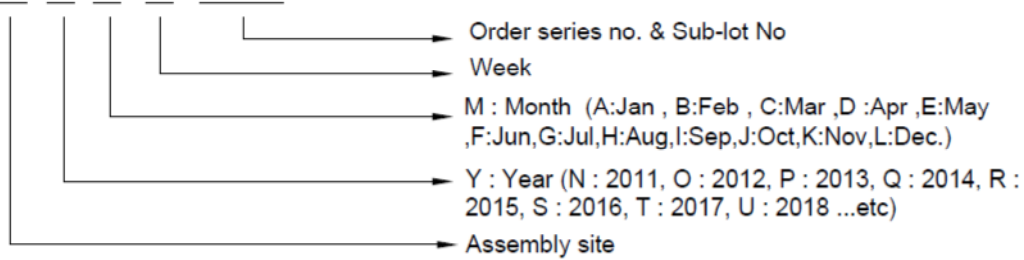 Order series no. & Sub-lot No
Week
M : Month (A:Jan , B:Feb , C:Mar ,D :Apr ,E:May
,F:Jun,G:Jul,H:Aug,I:Sep,J:Oct,K:Nov,L:Dec.)
Y : Year (N : 2011, O : 2012, P : 2013, Q : 2014, R :
2015, S : 2016, T : 2017, U : 2018 ...etc)
Assembly site